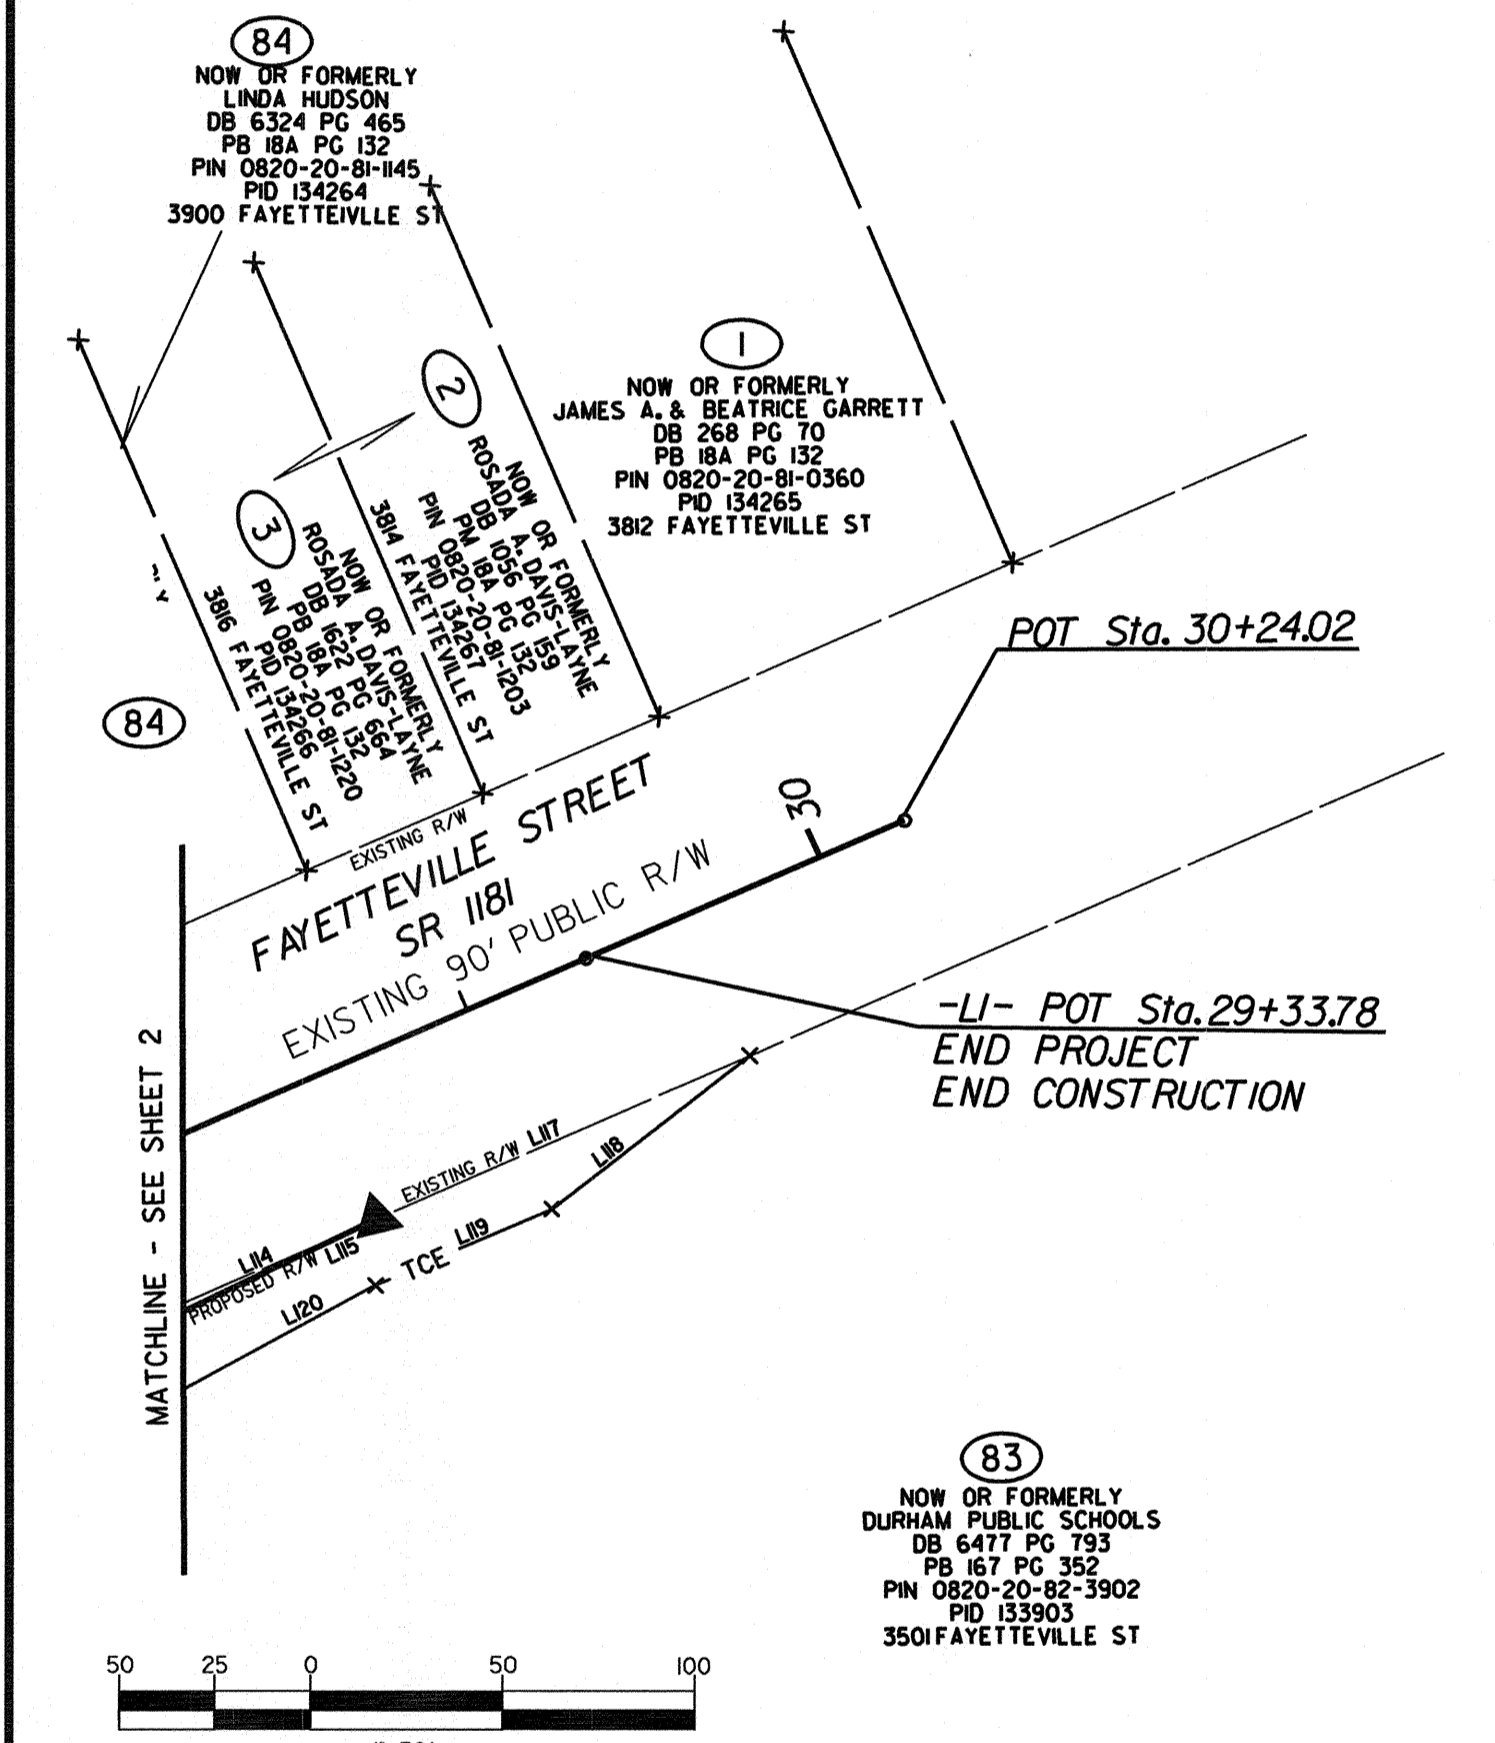 84
NOW OR FORMERLY
LINDA HUDSON
DB 6324 PG 465
PB 18A PG 132
PIN 0820-20-81-1145
PID 134264
3900 FAYETTEIVLLE ST
1
NOW OR FORMERLY
JAMES A. & BEATRICE GARRETT
DB 268 PG 70
PB 18A PG 132
PIN 0820-20-81-0360
PID 134265
3812 FAYETTEVILLE ST
2
NOW OR FORMERLY
ROSADA A. DAVIS-LAYNE
DB 1056 PG 159
PM 18A PG 132
PIN 0820-20-81-1203
PID 134267
3814 FAYETTEVILLE ST
3
NOW OR FORMERLY
ROSADA A. DAVIS-LAYNE
DB 1622 PG 664
PB 18A PG 132
PIN 0820-20-81-1220
PID 134266
3816 FAYETTEVILLE ST
84
POT Sta. 30+24.02
EXISTING R/W
FAYETTEVILLE STREET
SR 1181
EXISTING 90' PUBLIC R/W
30
-L1- POT Sta. 29+33.78
END PROJECT
END CONSTRUCTION
MATCHLINE - SEE SHEET 2
EXISTING R/W L117
L118
L114
PROPOSED R/W L115
TCE L119
L120
83
NOW OR FORMERLY
DURHAM PUBLIC SCHOOLS
DB 6477 PG 793
PB 167 PG 352
PIN 0820-20-82-3902
PID 133903
3501 FAYETTEVILLE ST
50 25 0 50 100